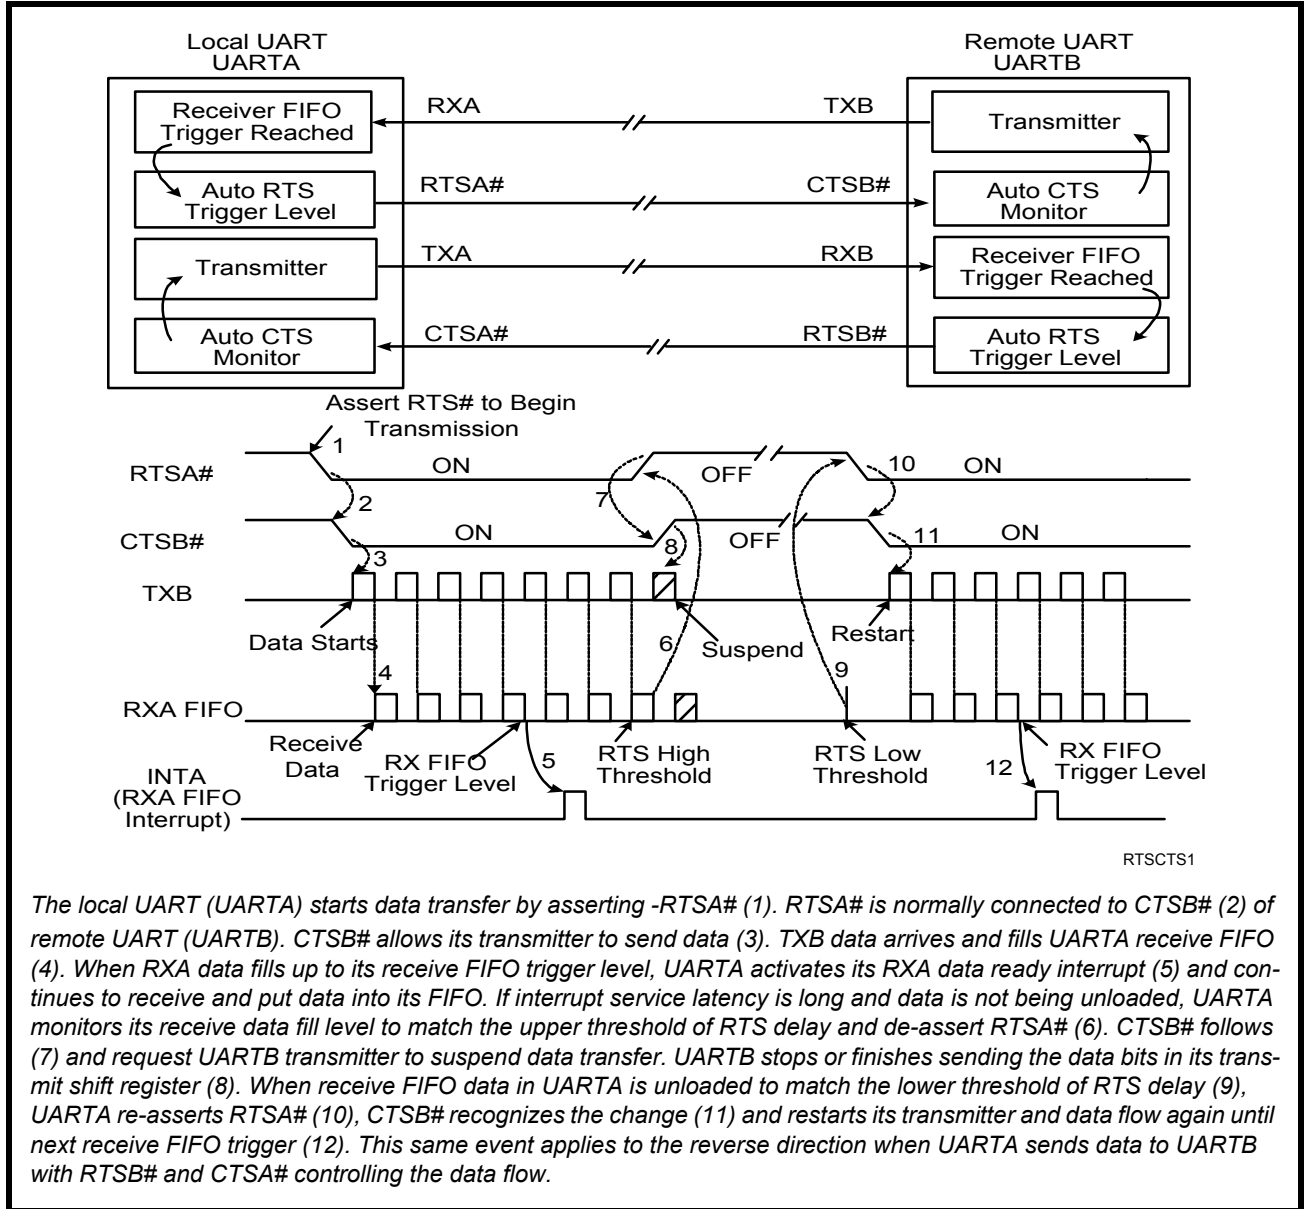 Local UART
UARTA
Remote UART
UARTB
Receiver FIFO
Trigger Reached
RXA
TXB
Transmitter
Auto RTS
Trigger Level
RTSA#
CTSB#
Auto CTS
Monitor
Transmitter
TXA
RXB
Receiver FIFO
Trigger Reached
Auto CTS
Monitor
CTSA#
RTSB#
Auto RTS
Trigger Level
Assert RTS# to Begin
Transmission
1
RTSA#
ON
OFF
10
ON
2
7
CTSB#
ON
8
OFF
11
ON
3
TXB
Data Starts
6
Suspend
Restart
4
9
RXA FIFO
Receive
Data
RX FIFO
Trigger Level
5
RTS High
Threshold
RTS Low
Threshold
12
RX FIFO
Trigger Level
INTA
(RXA FIFO
Interrupt)
RTSCTS1
The local UART (UARTA) starts data transfer by asserting -RTSA# (1). RTSA# is normally connected to CTSB# (2) of
remote UART (UARTB). CTSB# allows its transmitter to send data (3). TXB data arrives and fills UARTA receive FIFO
(4). When RXA data fills up to its receive FIFO trigger level, UARTA activates its RXA data ready interrupt (5) and con-
tinues to receive and put data into its FIFO. If interrupt service latency is long and data is not being unloaded, UARTA
monitors its receive data fill level to match the upper threshold of RTS delay and de-assert RTSA# (6). CTSB# follows
(7) and request UARTB transmitter to suspend data transfer. UARTB stops or finishes sending the data bits in its trans-
mit shift register (8). When receive FIFO data in UARTA is unloaded to match the lower threshold of RTS delay (9),
UARTA re-asserts RTSA# (10), CTSB# recognizes the change (11) and restarts its transmitter and data flow again until
next receive FIFO trigger (12). This same event applies to the reverse direction when UARTA sends data to UARTB
with RTSB# and CTSA# controlling the data flow.